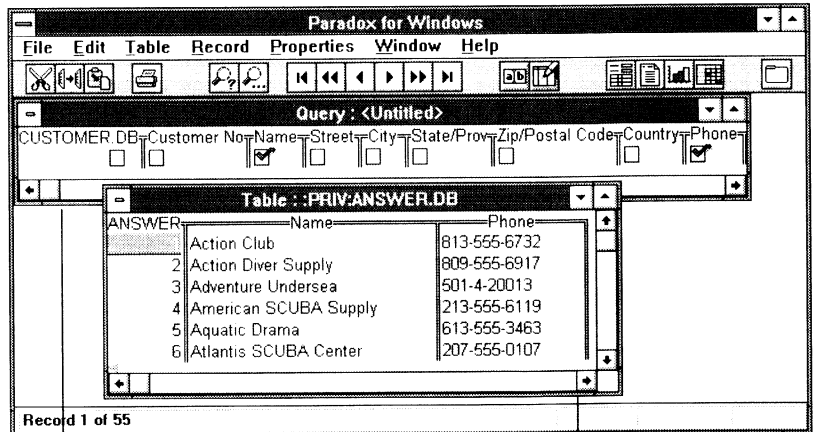 Paradox for Windows
File Edit Table Record Properties Window Help
Query : <Untitled>
CUSTOMER.DB Customer No Name Street City State/Prov Zip/Postal Code Country Phone
Table : :PRIV:ANSWER.DB
ANSWER Name Phone
Action Club 813-555-6732
2 Action Diver Supply 809-555-6917
3 Adventure Undersea 501-4-20013
4 American SCUBA Supply 213-555-6119
5 Aquatic Drama 613-555-3463
6 Atlantis SCUBA Center 207-555-0107
Record 1 of 55